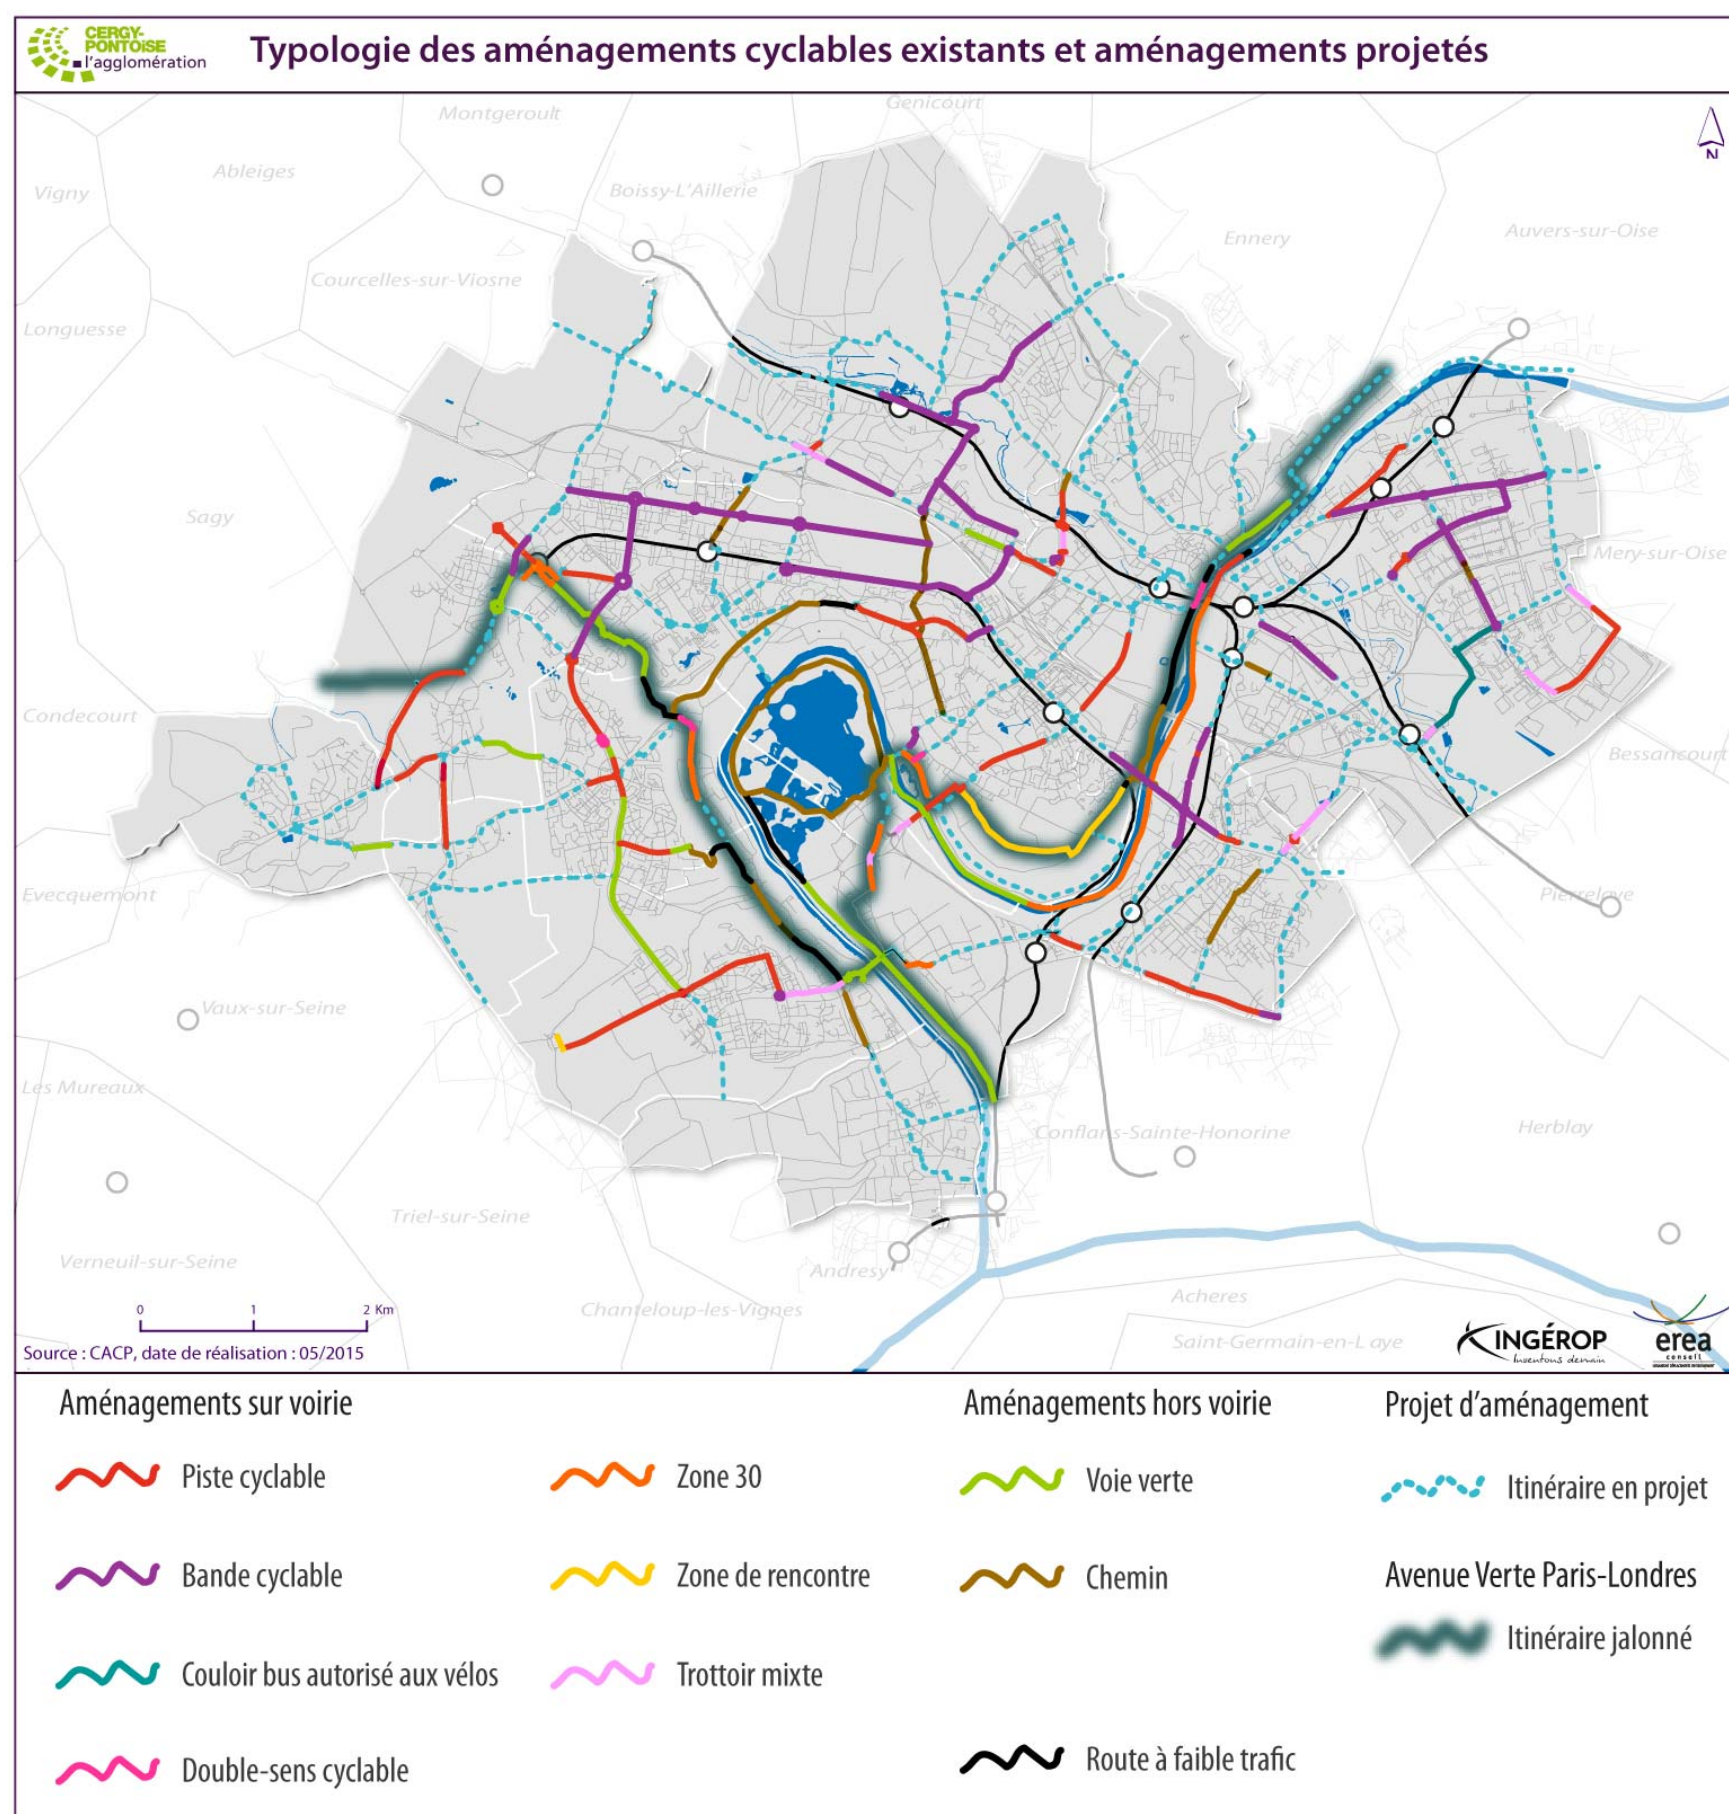 CERGY-
PONTOiSE
l'agglomération
Typologie des aménagements cyclables existants et aménagements projetés
Genicourt
Montgeroult
N
Ableiges
Vigny
Boissy-L'Aillerie
Ennery
Auvers-sur-Oise
Courcelles-sur-Viosne
Longuesse
Sagy
Mery-sur-Oise
Condecourt
Bessancourt
Evecquemont
Pierrelaye
Vaux-sur-Seine
Les Mureaux
Conflans-Sainte-Honorine
Herblay
Triel-sur-Seine
Verneuil-sur-Seine
Andresy
Acheres
Chanteloup-les-Vignes
Saint-Germain-en-Laye
0 1 2 Km
Source : CACP, date de réalisation : 05/2015
INGÉROP
Inventons demain
erea
conseil
Aménagements sur voirie
Piste cyclable
Bande cyclable
Couloir bus autorisé aux vélos
Double-sens cyclable
Zone 30
Zone de rencontre
Trottoir mixte
Aménagements hors voirie
Voie verte
Chemin
Route à faible trafic
Projet d'aménagement
Itinéraire en projet
Avenue Verte Paris-Londres
Itinéraire jalonné